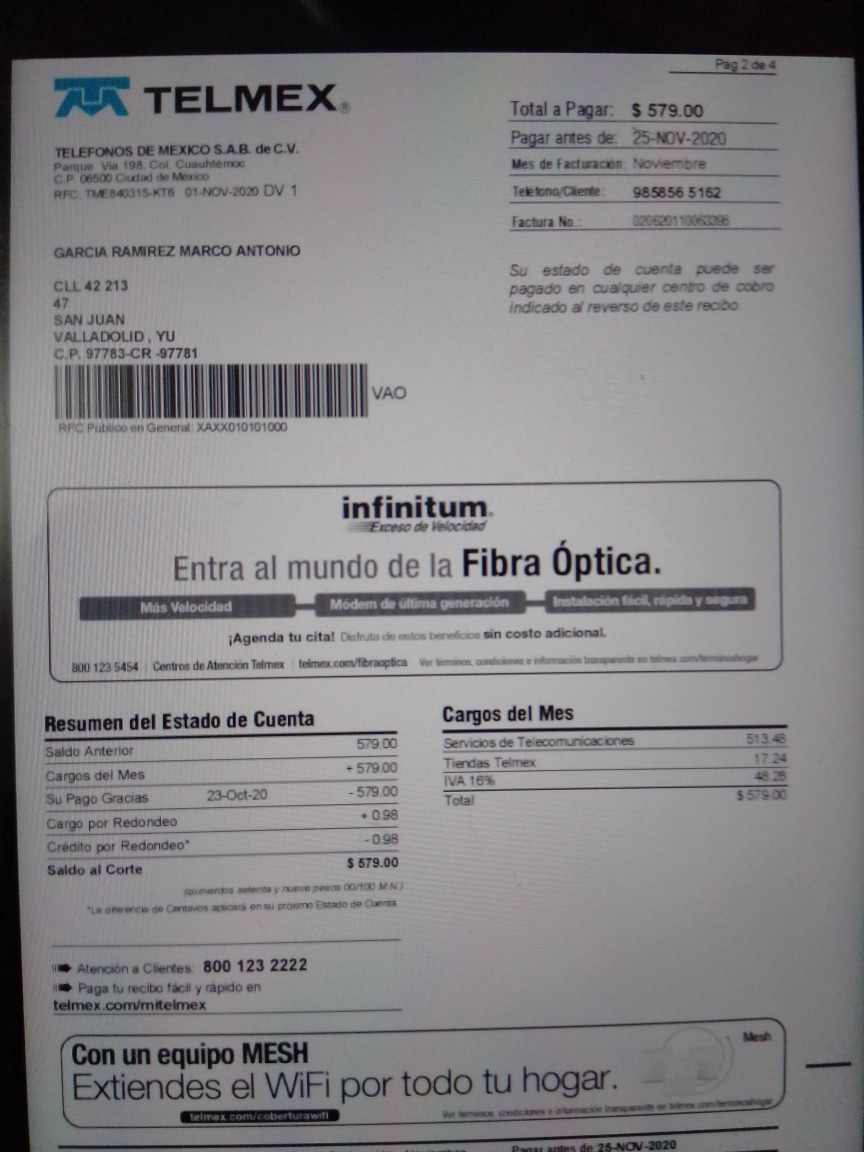 Pág 2 de 4
TELMEX®
Total a Pagar: $ 579.00
Pagar antes de: 25-NOV-2020
Mes de Facturación: Noviembre
Teléfono/Cliente: 985856 5162
Factura No.:
TELEFONOS DE MEXICO S.A.B. de C.V.
Parque Vía 198, Col. Cuauhtémoc
C.P. 06500 Ciudad de México
RFC: TME840315-KT6 01-NOV-2020 DV 1
GARCIA RAMIREZ MARCO ANTONIO
CLL 42 213
47
SAN JUAN
VALLADOLID , YU
C.P. 97783-CR -97781
Su estado de cuenta puede ser
pagado en cualquier centro de cobro
indicado al reverso de este recibo.
VAO
RFC Público en General: XAXX010101000
infinitum.
Exceso de Velocidad
Entra al mundo de la Fibra Óptica.
Más Velocidad Módem de última generación Instalación fácil, rápida y segura
¡Agenda tu cita! Disfruta de estos beneficios sin costo adicional.
800 123 5454 | Centros de Atención Telmex | telmex.com/fibraoptica Ver términos, condiciones e información transparente en telmex.com/terminoshogar
Resumen del Estado de Cuenta
Saldo Anterior 579.00
Cargos del Mes + 579.00
Su Pago Gracias 23-Oct-20 - 579.00
Cargo por Redondeo + 0.98
Crédito por Redondeo* - 0.98
Saldo al Corte $ 579.00
(quinientos setenta y nueve pesos 00/100 M.N.)
*La diferencia de Centavos aplicará en su próximo Estado de Cuenta.
Cargos del Mes
Servicios de Telecomunicaciones 513.48
Tiendas Telmex 17.24
IVA 16% 48.28
Total $ 579.00
Atención a Clientes: 800 123 2222
Paga tu recibo fácil y rápido en
telmex.com/mitelmex
Con un equipo MESH
Extiendes el WiFi por todo tu hogar.
telmex.com/coberturawifi
Mesh
Ver términos, condiciones e información transparente en telmex.com/terminoshogar
Pagar antes de 25-NOV-2020